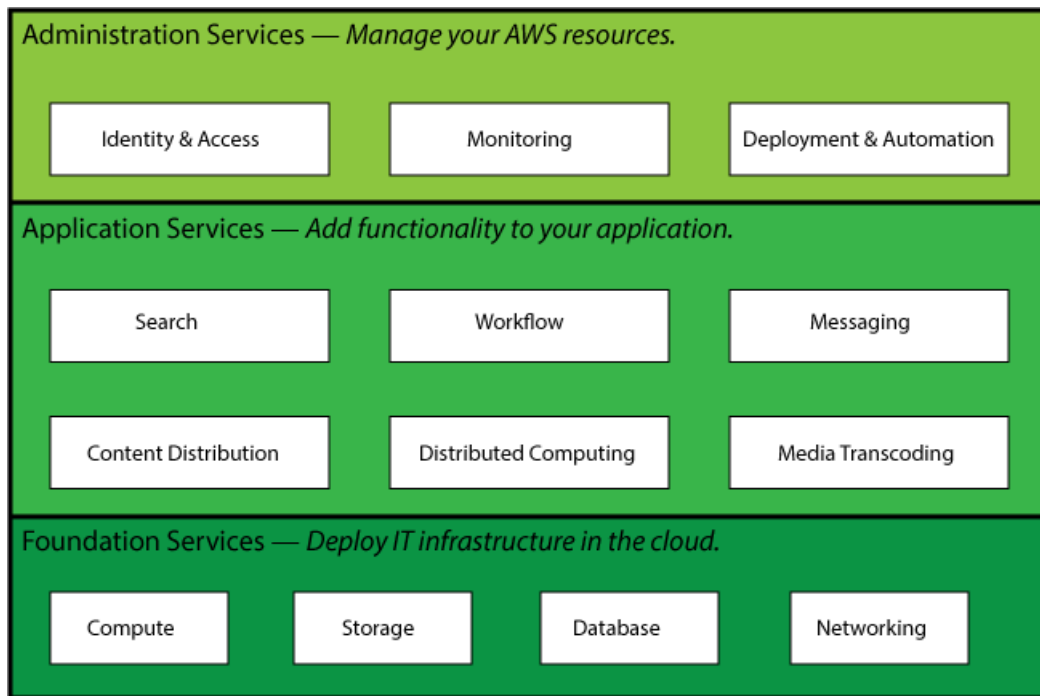 Administration Services — Manage your AWS resources.
Identity & Access
Monitoring
Deployment & Automation
Application Services — Add functionality to your application.
Search
Workflow
Messaging
Content Distribution
Distributed Computing
Media Transcoding
Foundation Services — Deploy IT infrastructure in the cloud.
Compute
Storage
Database
Networking